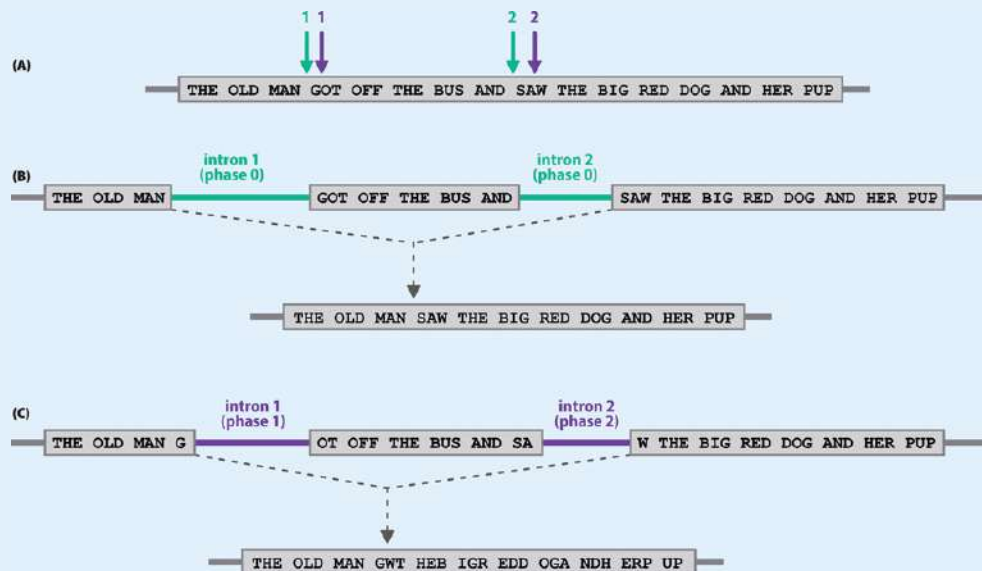 1 1 2 2
(A)
THE OLD MAN GOT OFF THE BUS AND SAW THE BIG RED DOG AND HER PUP
intron 1 intron 2
(phase 0) (phase 0)
(B)
THE OLD MAN GOT OFF THE BUS AND SAW THE BIG RED DOG AND HER PUP
THE OLD MAN SAW THE BIG RED DOG AND HER PUP
intron 1 intron 2
(phase 1) (phase 2)
(C)
THE OLD MAN G OT OFF THE BUS AND SA W THE BIG RED DOG AND HER PUP
THE OLD MAN GWT HEB IGR EDD OGA NDH ERP UP